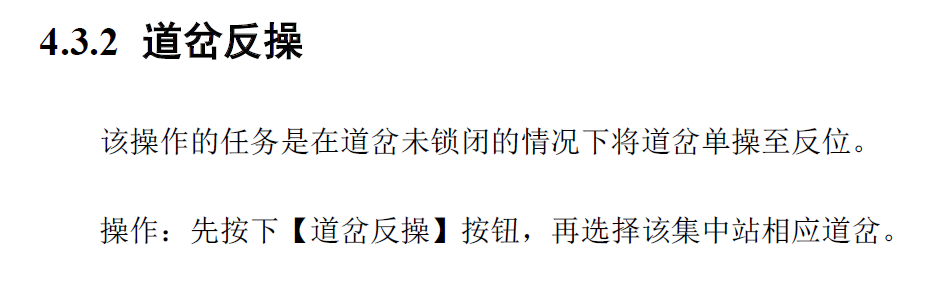 4.3.2 道岔反操
该操作的任务是在道岔未锁闭的情况下将道岔单操至反位。
操作：先按下【道岔反操】按钮，再选择该集中站相应道岔。